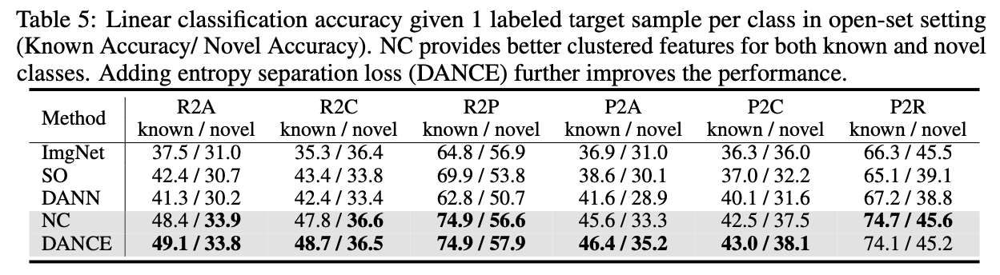 Table 5: Linear classification accuracy given 1 labeled target sample per class in open-set setting
(Known Accuracy/ Novel Accuracy). NC provides better clustered features for both known and novel
classes. Adding entropy separation loss (DANCE) further improves the performance.
Method R2A R2C R2P P2A P2C P2R
known / novel known / novel known / novel known / novel known / novel known / novel
ImgNet 37.5 / 31.0 35.3 / 36.4 64.8 / 56.9 36.9 / 31.0 36.3 / 36.0 66.3 / 45.5
SO 42.4 / 30.7 43.4 / 33.8 69.9 / 53.8 38.6 / 30.1 37.0 / 32.2 65.1 / 39.1
DANN 41.3 / 30.2 42.4 / 33.4 62.8 / 50.7 41.6 / 28.9 40.1 / 31.6 67.2 / 38.8
NC 48.4 / 33.9 47.8 / 36.6 74.9 / 56.6 45.6 / 33.3 42.5 / 37.5 74.7 / 45.6
DANCE 49.1 / 33.8 48.7 / 36.5 74.9 / 57.9 46.4 / 35.2 43.0 / 38.1 74.1 / 45.2